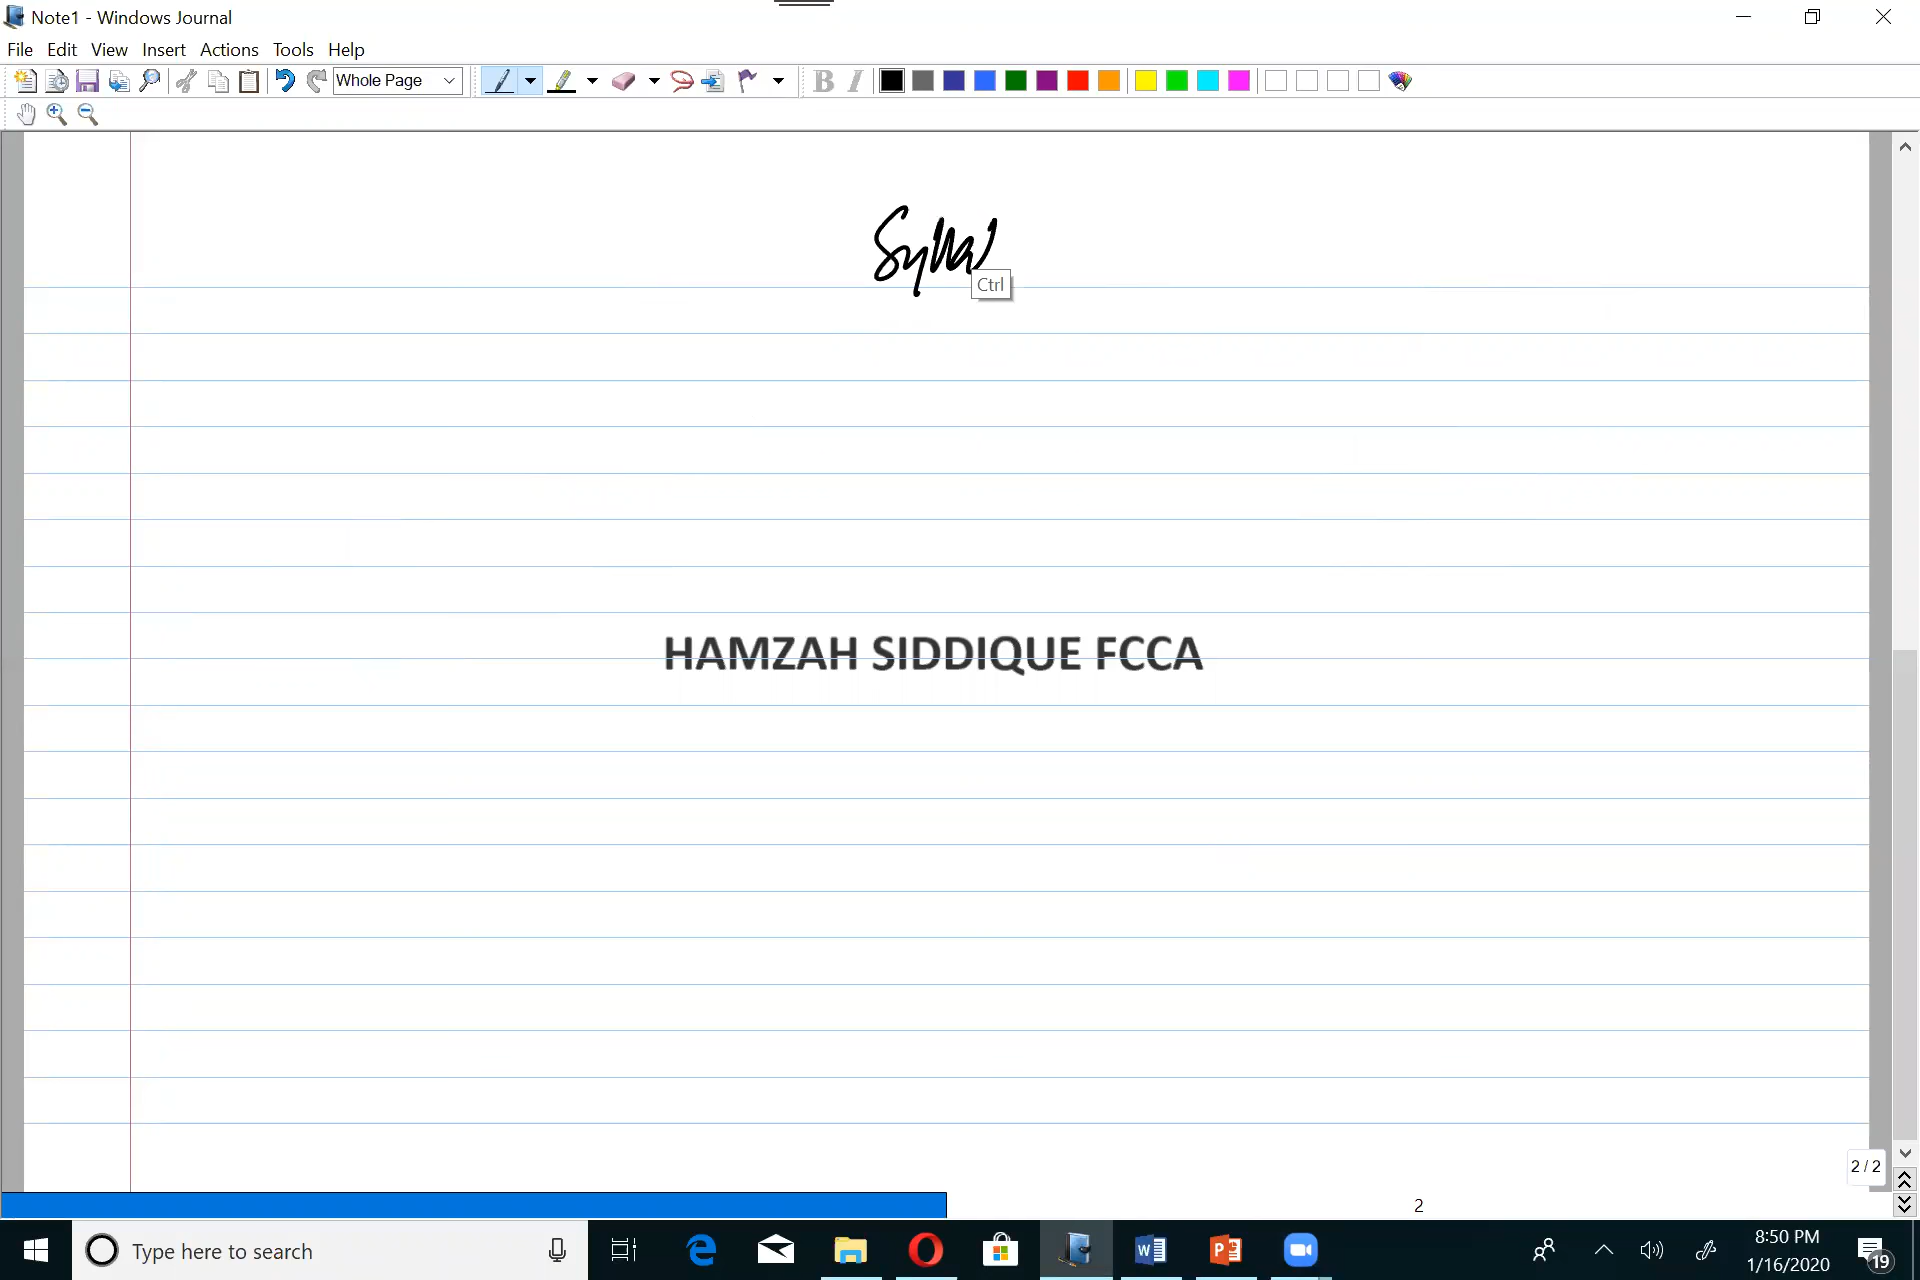 Note1 - Windows Journal
File Edit View Insert Actions Tools Help
Whole Page
B I
Ctrl
HAMZAH SIDDIQUE FCCA
2 / 2
2
Type here to search
8:50 PM
1/16/2020
19